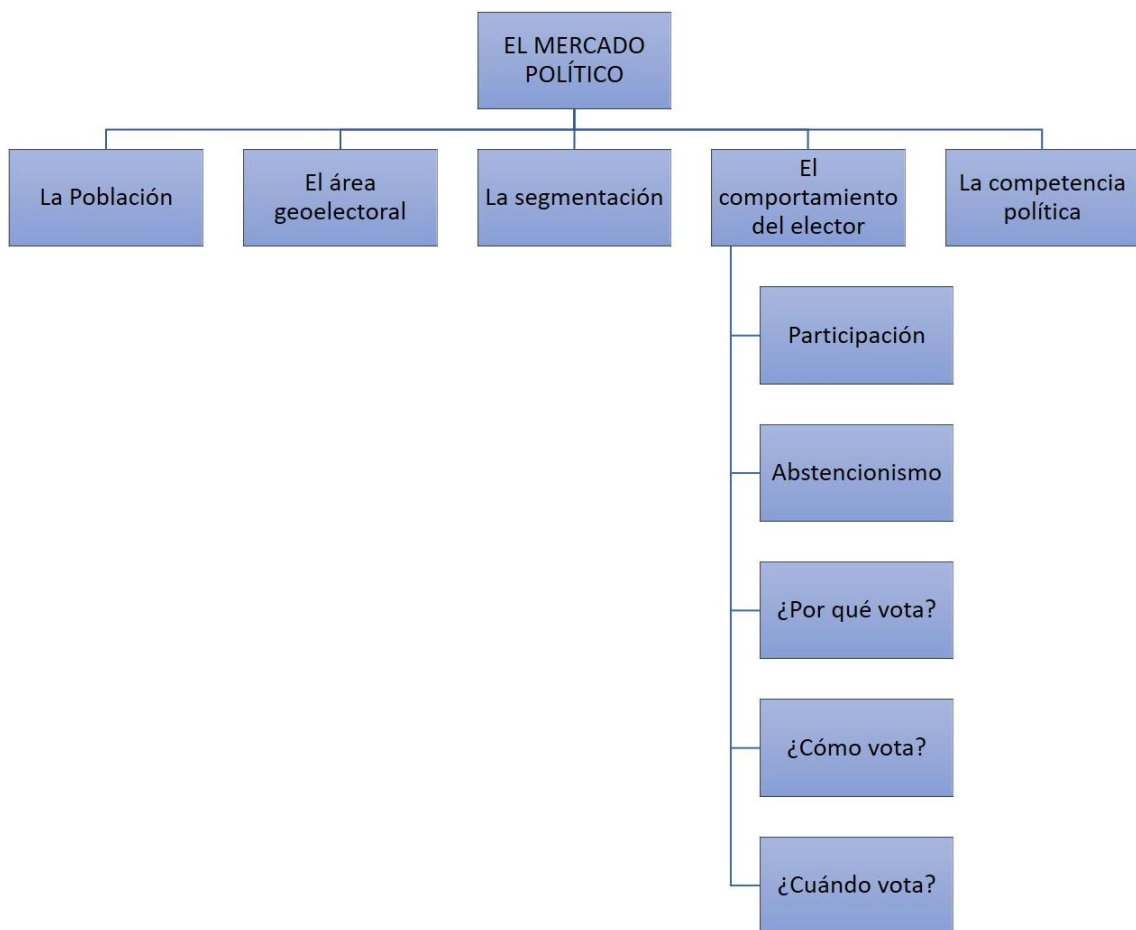 EL MERCADO
POLÍTICO
La Población
El área
geoelectoral
La segmentación
El
comportamiento
del elector
La competencia
política
Participación
Abstencionismo
¿Por qué vota?
¿Cómo vota?
¿Cuándo vota?